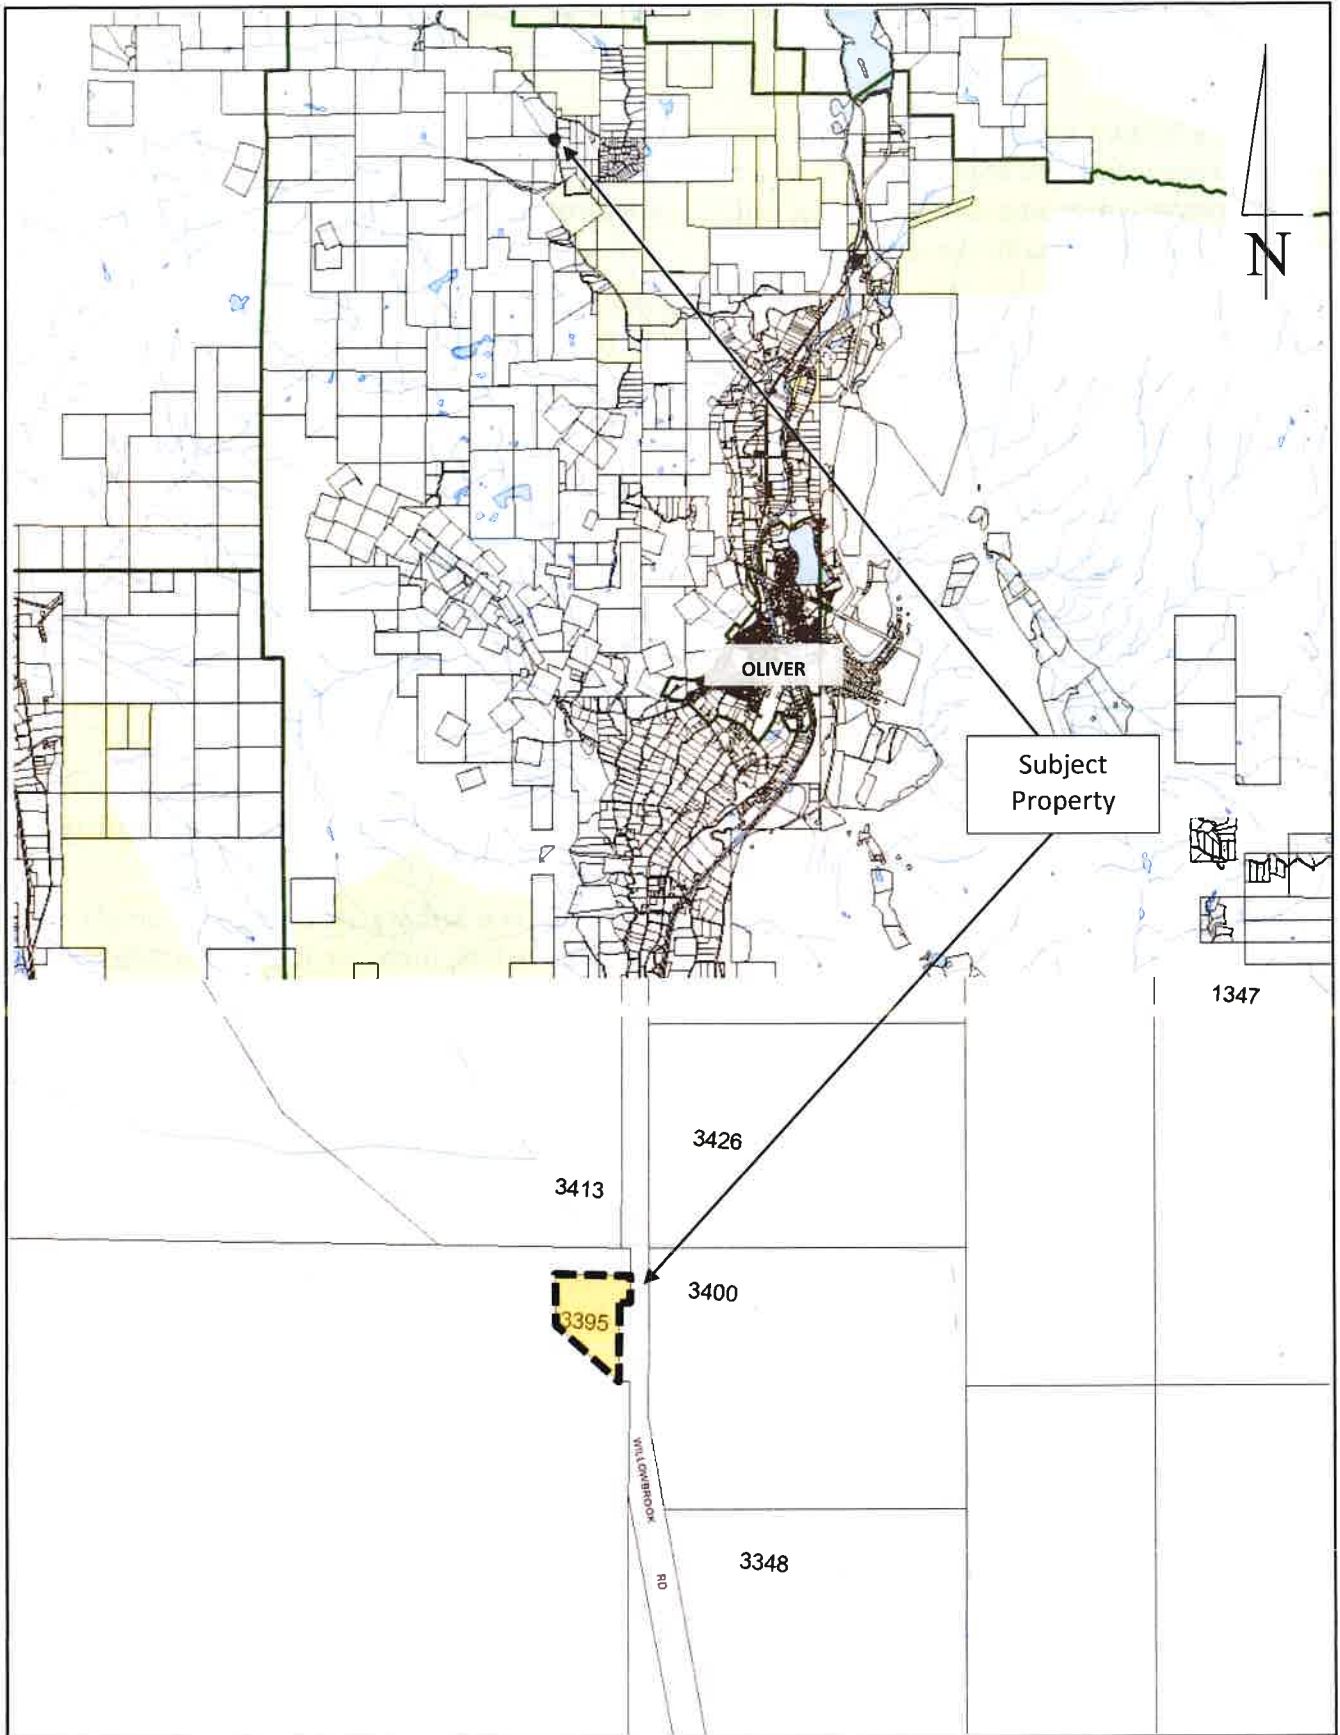 N
OLIVER
Subject
Property
1347
3426
3413
3400
3395
WILLOWBROOK
RD
3348